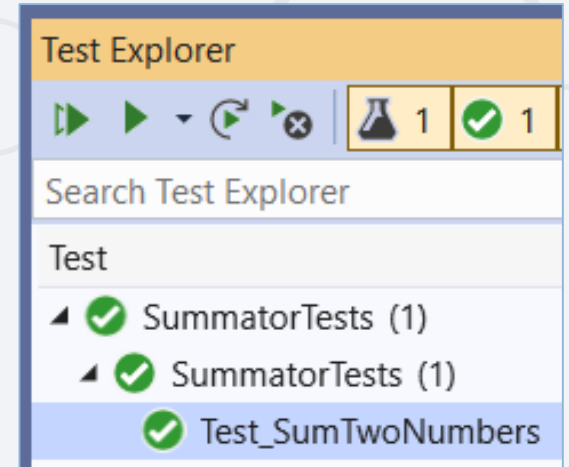 Test Explorer
1 1
Search Test Explorer
Test
SummatorTests (1)
SummatorTests (1)
Test_SumTwoNumbers